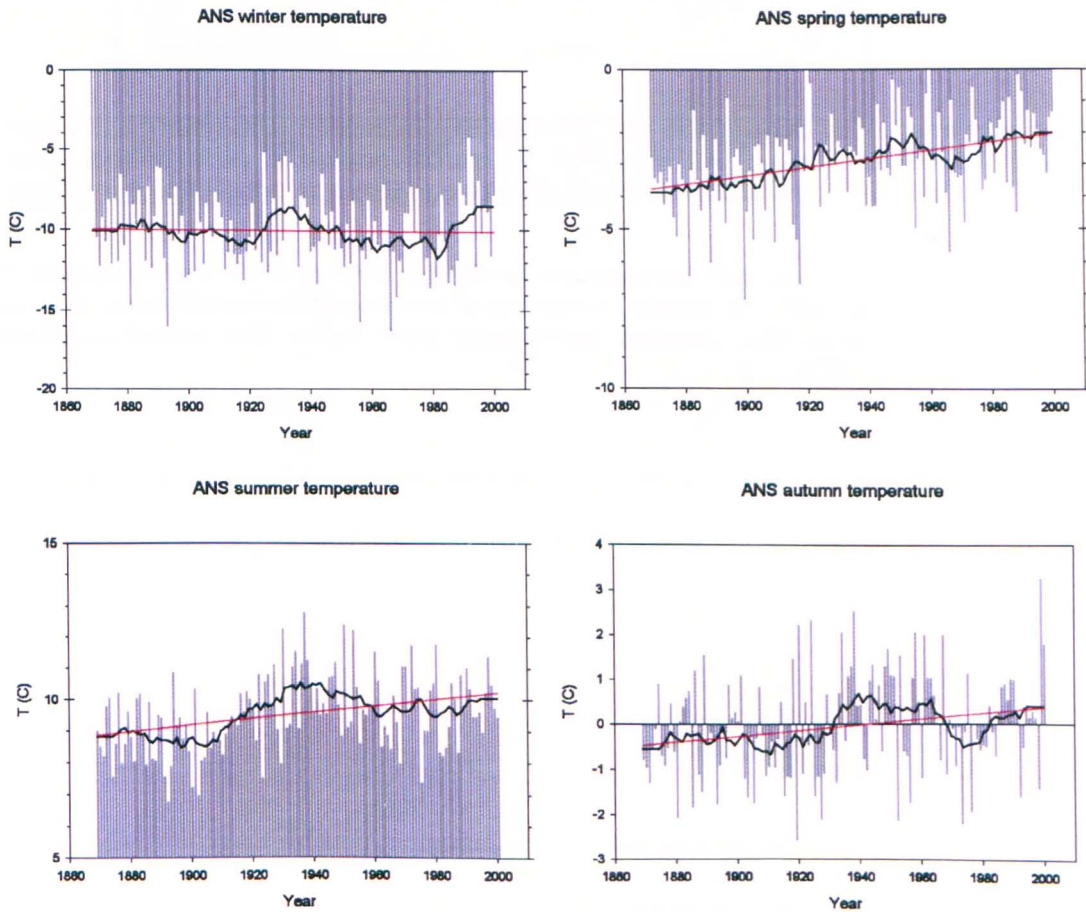 ANS winter temperature
0
-5
-10
-15
-20
T (C)
1860 1880 1900 1920 1940 1960 1980 2000
Year
ANS spring temperature
0
-5
-10
T (C)
1860 1880 1900 1920 1940 1960 1980 2000
Year
ANS summer temperature
15
10
5
T (C)
1860 1880 1900 1920 1940 1960 1980 2000
Year
ANS autumn temperature
4
3
2
1
0
-1
-2
-3
T (C)
1860 1880 1900 1920 1940 1960 1980 2000
Year